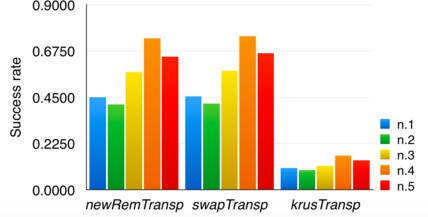 0.9000
0.6750
0.4500
0.2250
0.0000
Success rate
newRemTransp swapTransp krusTransp
n.1
n.2
n.3
n.4
n.5